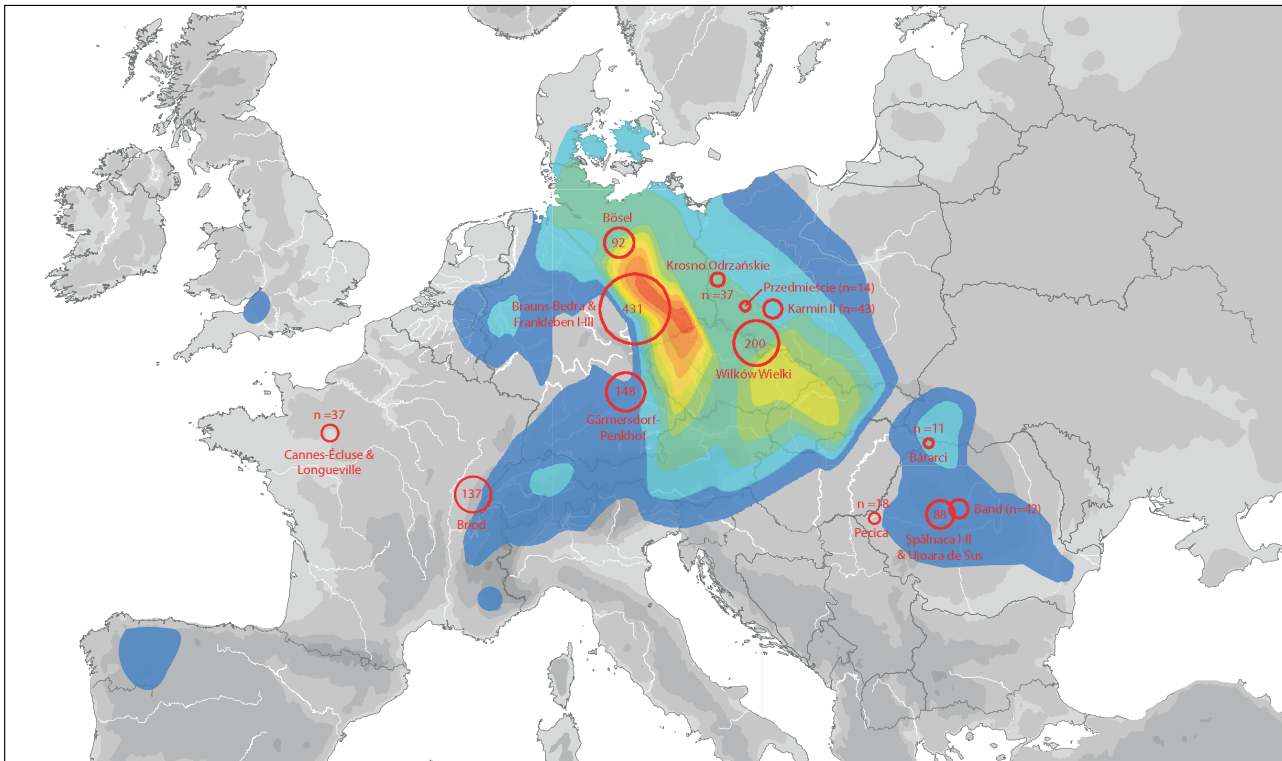 Bösel
92
Krosno Odrzańskie
n =37
Przedmieście (n=14)
Karmin II (n=43)
Brauns-Bedra &
Frankleben I-III
431
200
Wilków Wielki
148
Gärmersdorf-
Penkhof
n =37
Cannes-Écluse &
Longueville
137
Briod
n =11
Bătarci
n =18
Pecica
88
Band (n=42)
Şpălnaca I-II
& Uioara de Sus